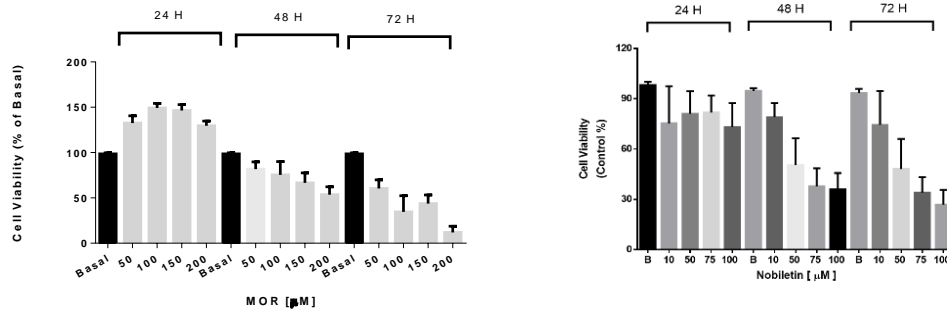 24 H
48 H
72 H
Cell Viability (% of Basal)
200
150
100
50
0
Basal
50
100
150
200
Basal
50
100
150
200
Basal
50
100
150
200
MOR [µM]
24 H
48 H
72 H
Cell Viability
(Control %)
120
90
60
30
0
B 10 50 75 100 B 10 50 75 100 B 10 50 75 100
Nobiletin [ µM]